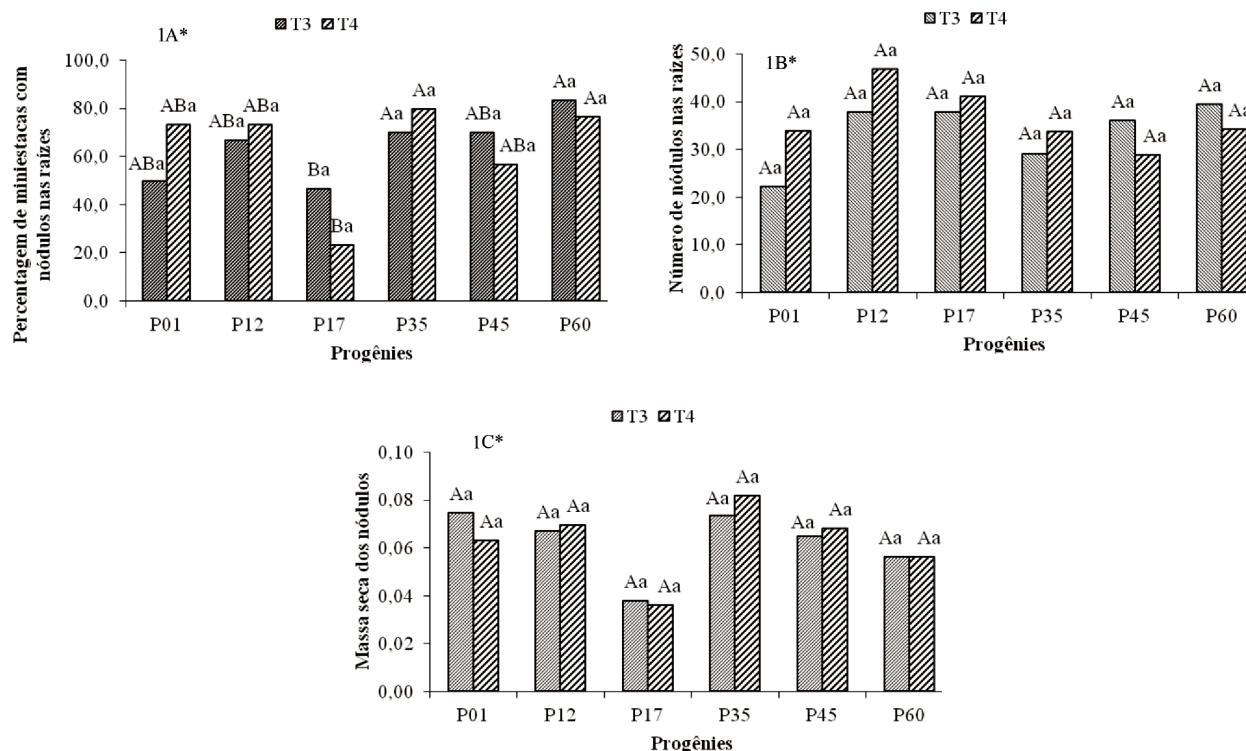 1A*
T3 T4
Percentagem de miniestacas com
nódulos nas raízes
100,0
80,0
60,0
40,0
20,0
0,0
ABa ABa ABa ABa Ba Ba Aa Aa ABa ABa Aa Aa
P01 P12 P17 P35 P45 P60
Progênies
1B*
T3 T4
Número de nódulos nas raízes
50,0
40,0
30,0
20,0
10,0
0,0
Aa Aa Aa Aa Aa Aa Aa Aa Aa Aa Aa Aa
P01 P12 P17 P35 P45 P60
Progênies
1C*
T3 T4
Massa seca dos nódulos
0,10
0,08
0,06
0,04
0,02
0,00
Aa Aa Aa Aa Aa Aa Aa Aa Aa Aa Aa Aa
P01 P12 P17 P35 P45 P60
Progênies